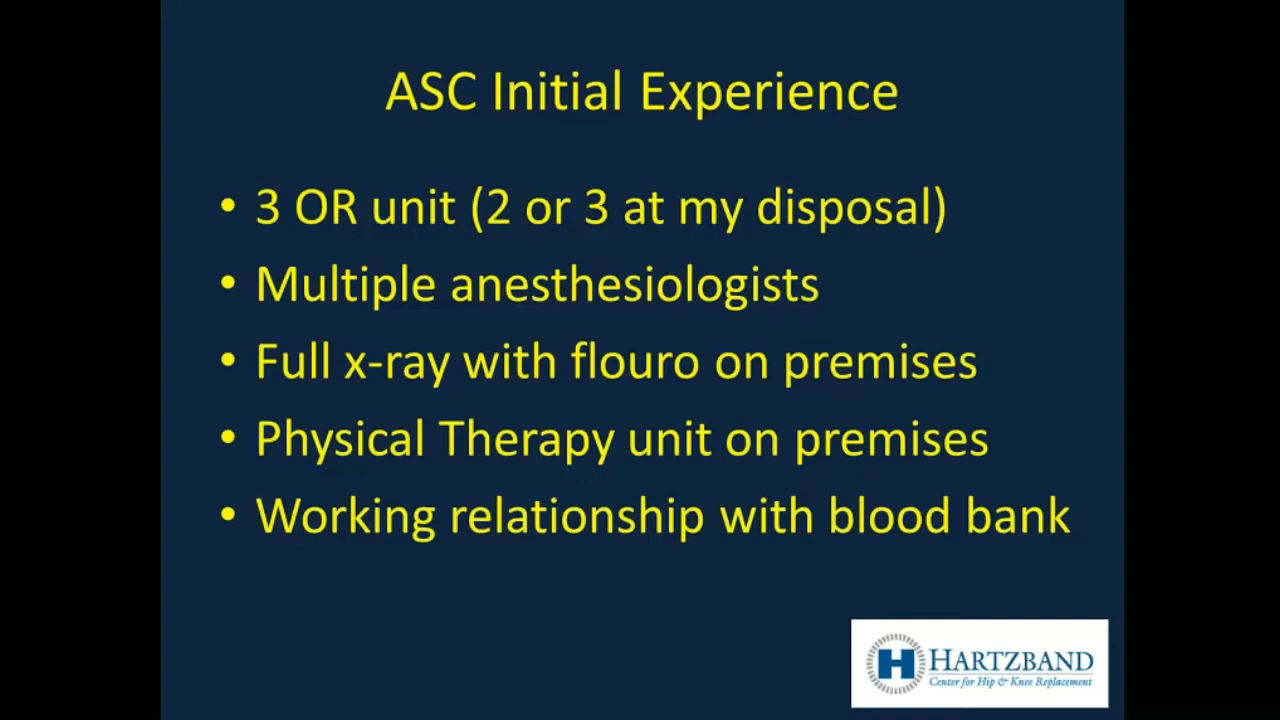 ASC Initial Experience
• 3 OR unit (2 or 3 at my disposal)
• Multiple anesthesiologists
• Full x-ray with flouro on premises
• Physical Therapy unit on premises
• Working relationship with blood bank
H HARTZBAND
Center for Hip & Knee Replacement